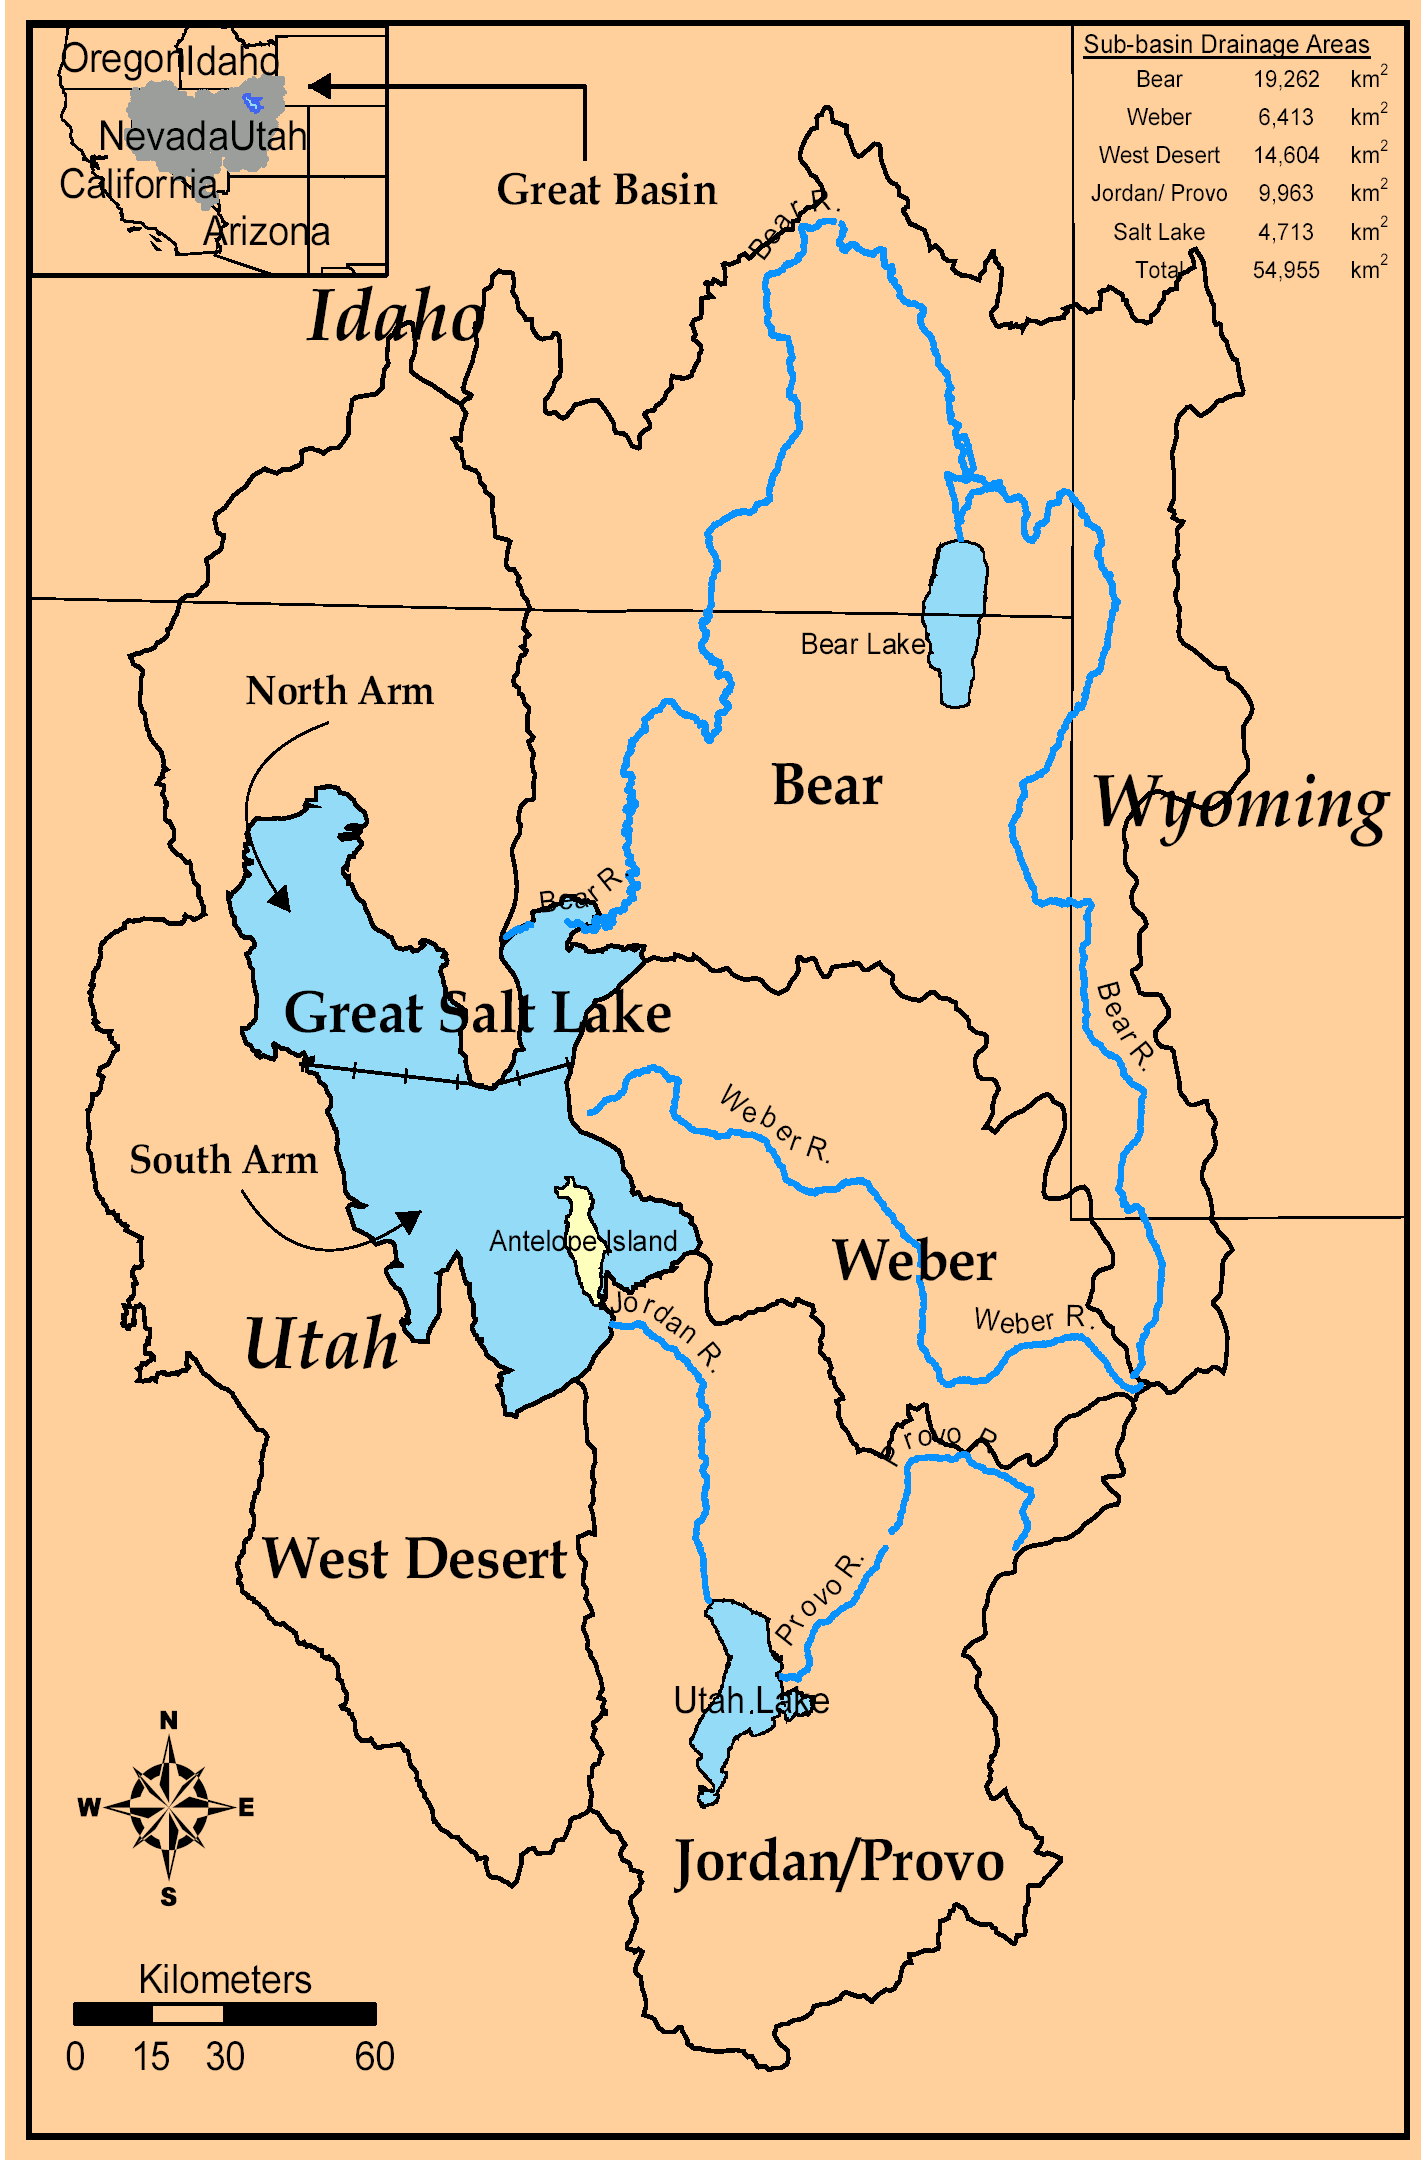 Oregon
Idaho
Nevada
Utah
California
Arizona
Great Basin
Sub-basin Drainage Areas
Bear 19,262 km2
Weber 6,413 km2
West Desert 14,604 km2
Jordan/ Provo 9,963 km2
Salt Lake 4,713 km2
Total 54,955 km2
Bear R.
Idaho
Bear Lake
North Arm
Bear
Wyoming
Bear R.
Great Salt Lake
Bear R.
Weber R.
South Arm
Antelope Island
Weber
Jordan R.
Weber R.
Utah
Provo R.
West Desert
Provo R.
Utah Lake
N
W E
S
Jordan/Provo
Kilometers
0 15 30 60